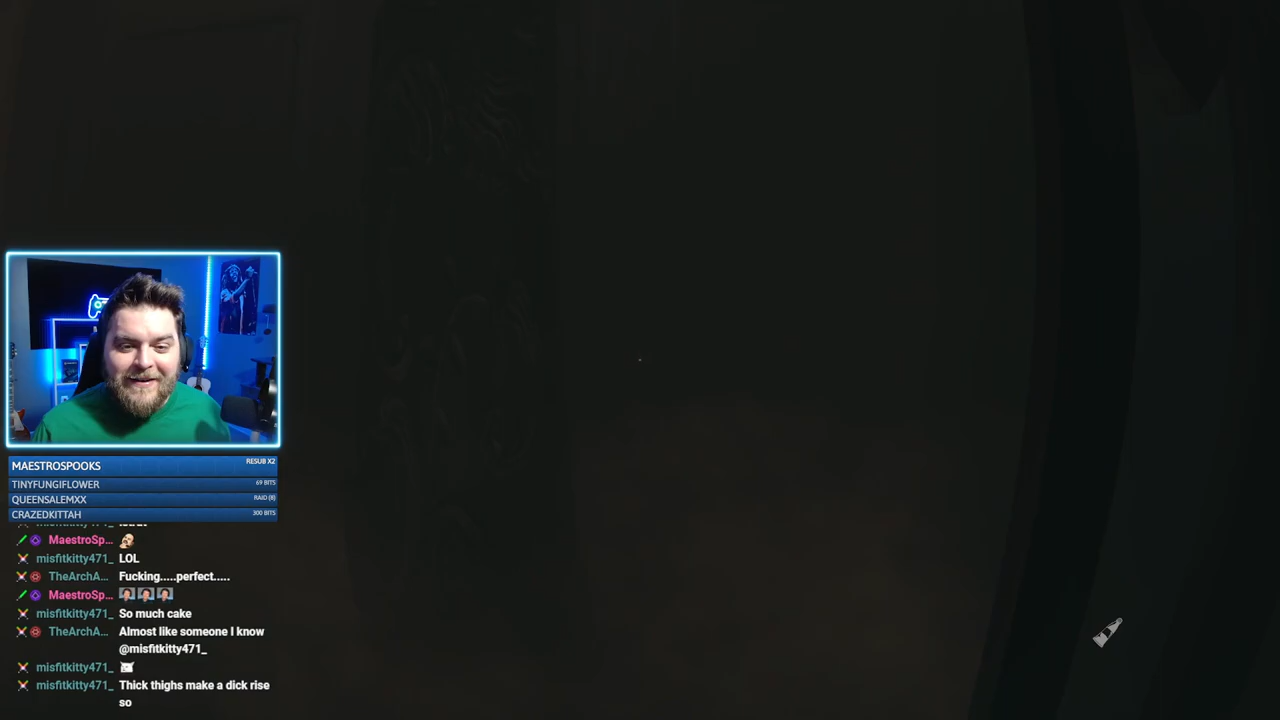 MAESTROSPOOKS RESUB X2
TINYFUNGIFLOWER 69 BITS
QUEENSALEMXX RAID (8)
CRAZEDKITTAH 300 BITS
MaestroSp...
misfitkitty471_ LOL
TheArchA... Fucking.....perfect.....
MaestroSp...
misfitkitty471_ So much cake
TheArchA... Almost like someone I know
@misfitkitty471_
misfitkitty471_
misfitkitty471_ Thick thighs make a dick rise
so